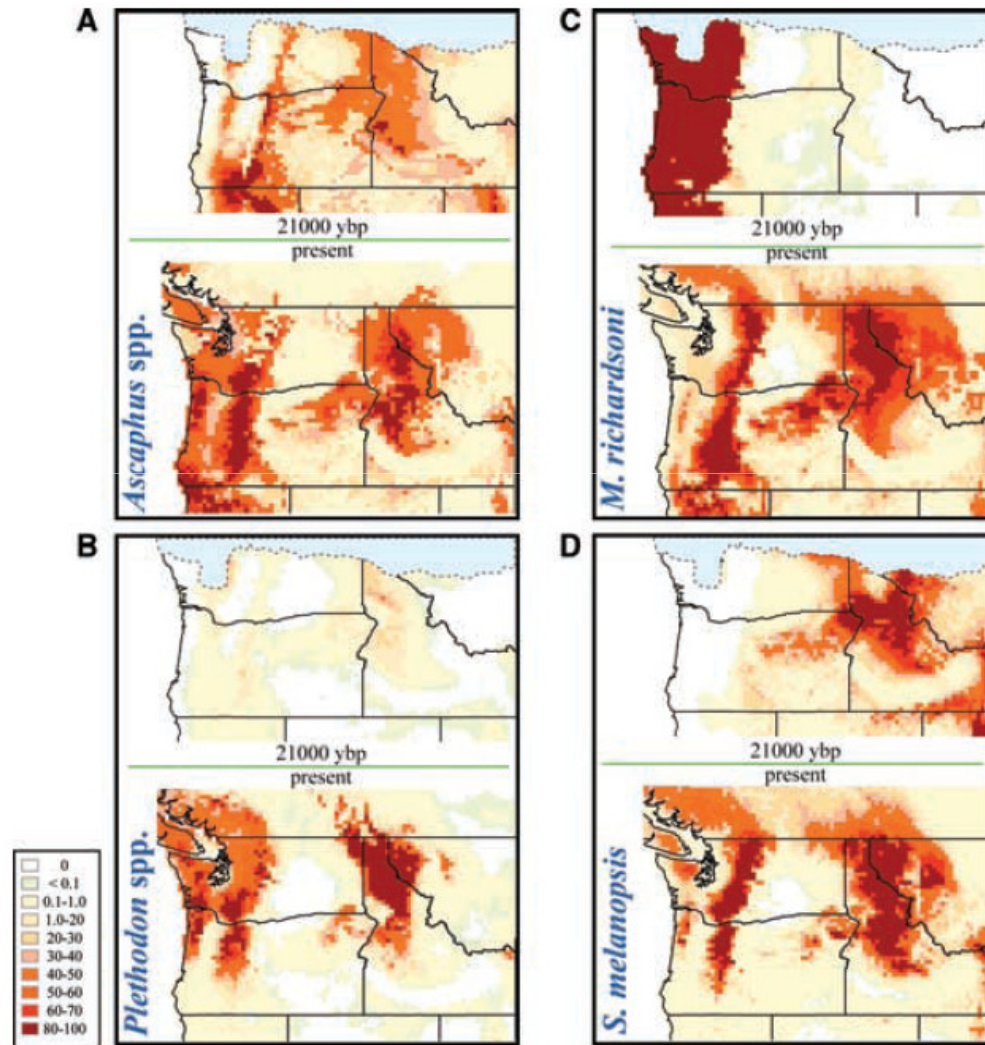 A
21000 ybp
present
Ascaphus spp.
B
21000 ybp
present
Plethodon spp.
C
21000 ybp
present
M. richardsoni
D
21000 ybp
present
S. melanopsis
0
< 0.1
0.1-1.0
1.0-20
20-30
30-40
40-50
50-60
60-70
80-100